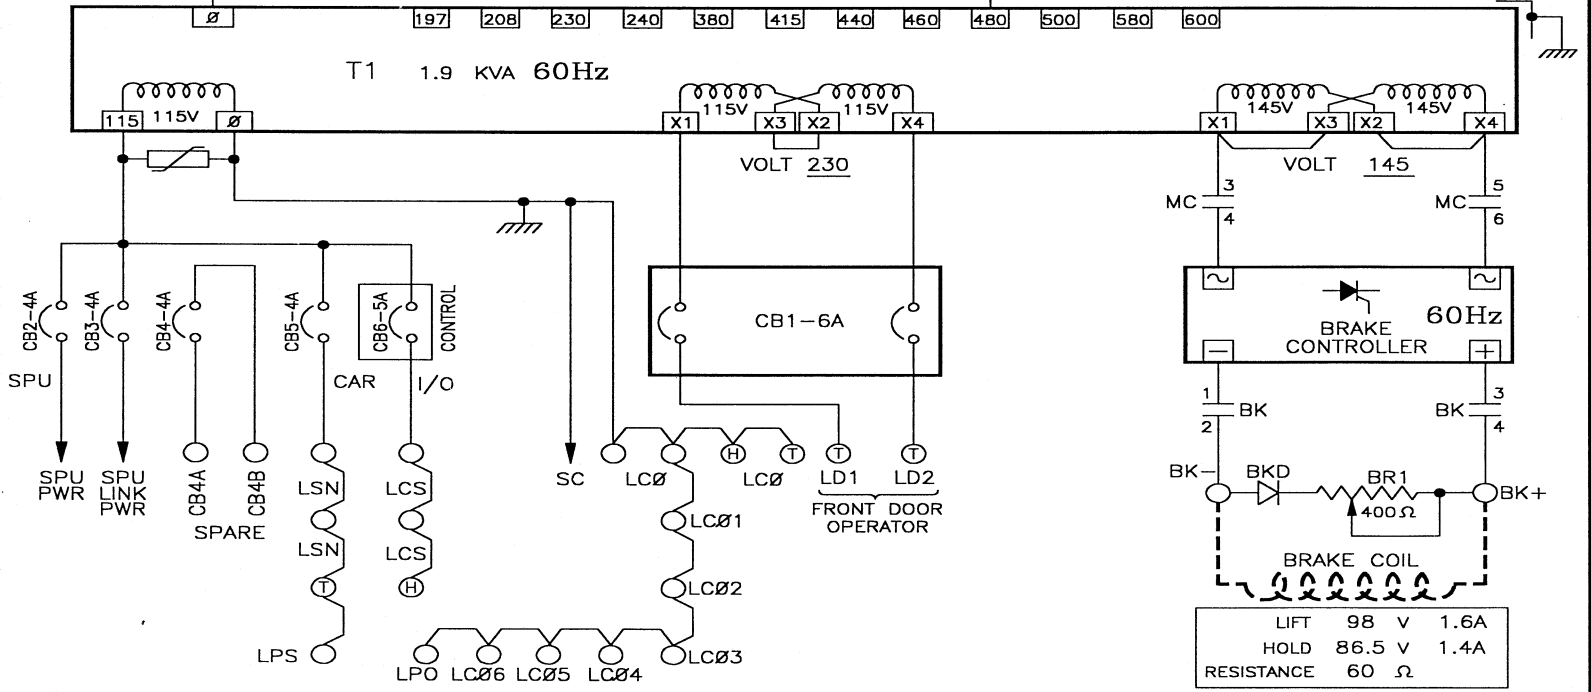 Ø 197 208 230 240 380 415 440 460 480 500 580 600
T1 1.9 KVA 60Hz
115V 115V 115V 145V 145V
115 Ø X1 X3 X2 X4 X1 X3 X2 X4
VOLT 230
VOLT 145
MC 3 4
MC 5 6
CB2-4A
CB3-4A
CB4-4A
CB5-4A
CB6-5A
CONTROL
CB1-6A
60Hz
BRAKE
CONTROLLER
− +
SPU
CAR
I/O
1 BK 2
BK 3 4
SPU
PWR
SPU
LINK
PWR
CB4A
CB4B
SPARE
LSN
LSN
T
LPS
LCS
LCS
H
SC
LCØ
H
LCØ
T
T
LD1
T
LD2
FRONT DOOR
OPERATOR
LCØ1
LCØ2
LCØ3
LPO LCØ6 LCØ5 LCØ4
BK- BKD BR1 BK+
400Ω
BRAKE COIL
LIFT 98 V 1.6A
HOLD 86.5 V 1.4A
RESISTANCE 60 Ω